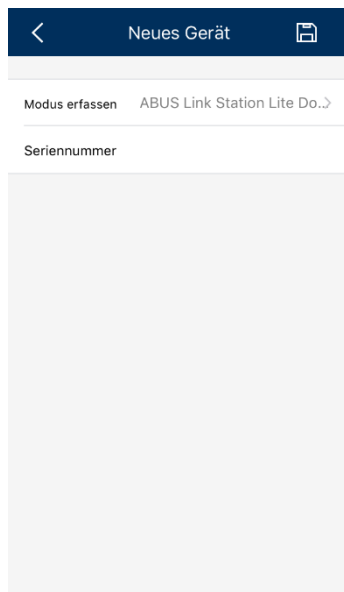 Neues Gerät
Modus erfassen ABUS Link Station Lite Do...
Seriennummer